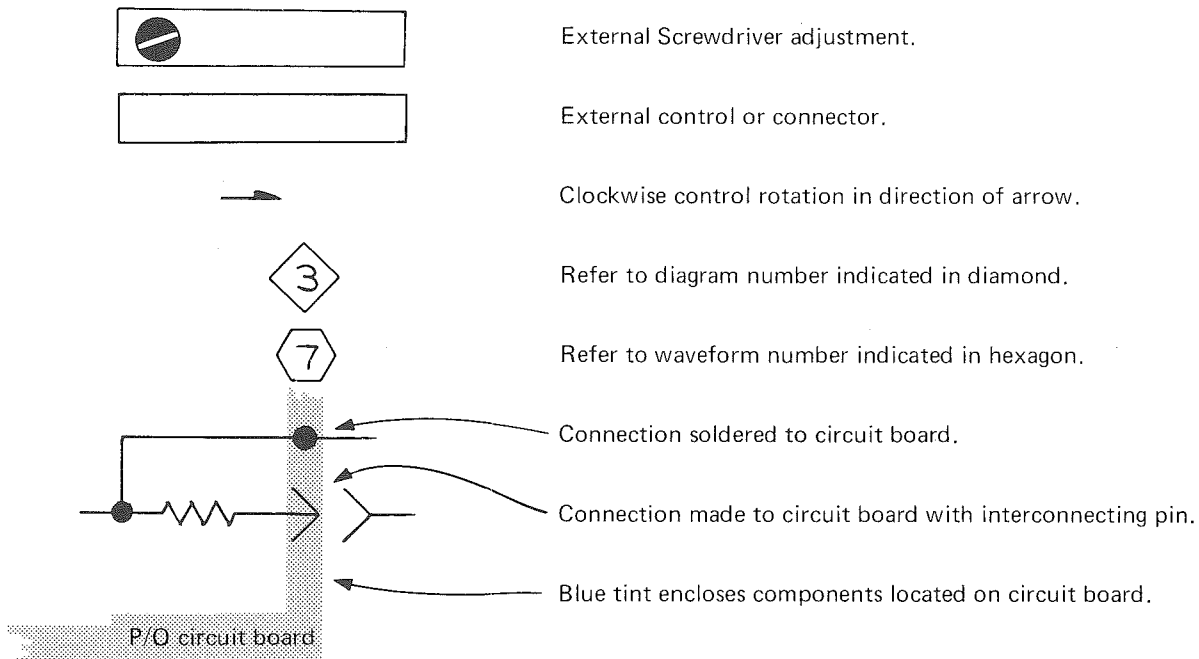 External Screwdriver adjustment.
External control or connector.
Clockwise control rotation in direction of arrow.
3
Refer to diagram number indicated in diamond.
7
Refer to waveform number indicated in hexagon.
Connection soldered to circuit board.
Connection made to circuit board with interconnecting pin.
Blue tint encloses components located on circuit board.
P/O circuit board